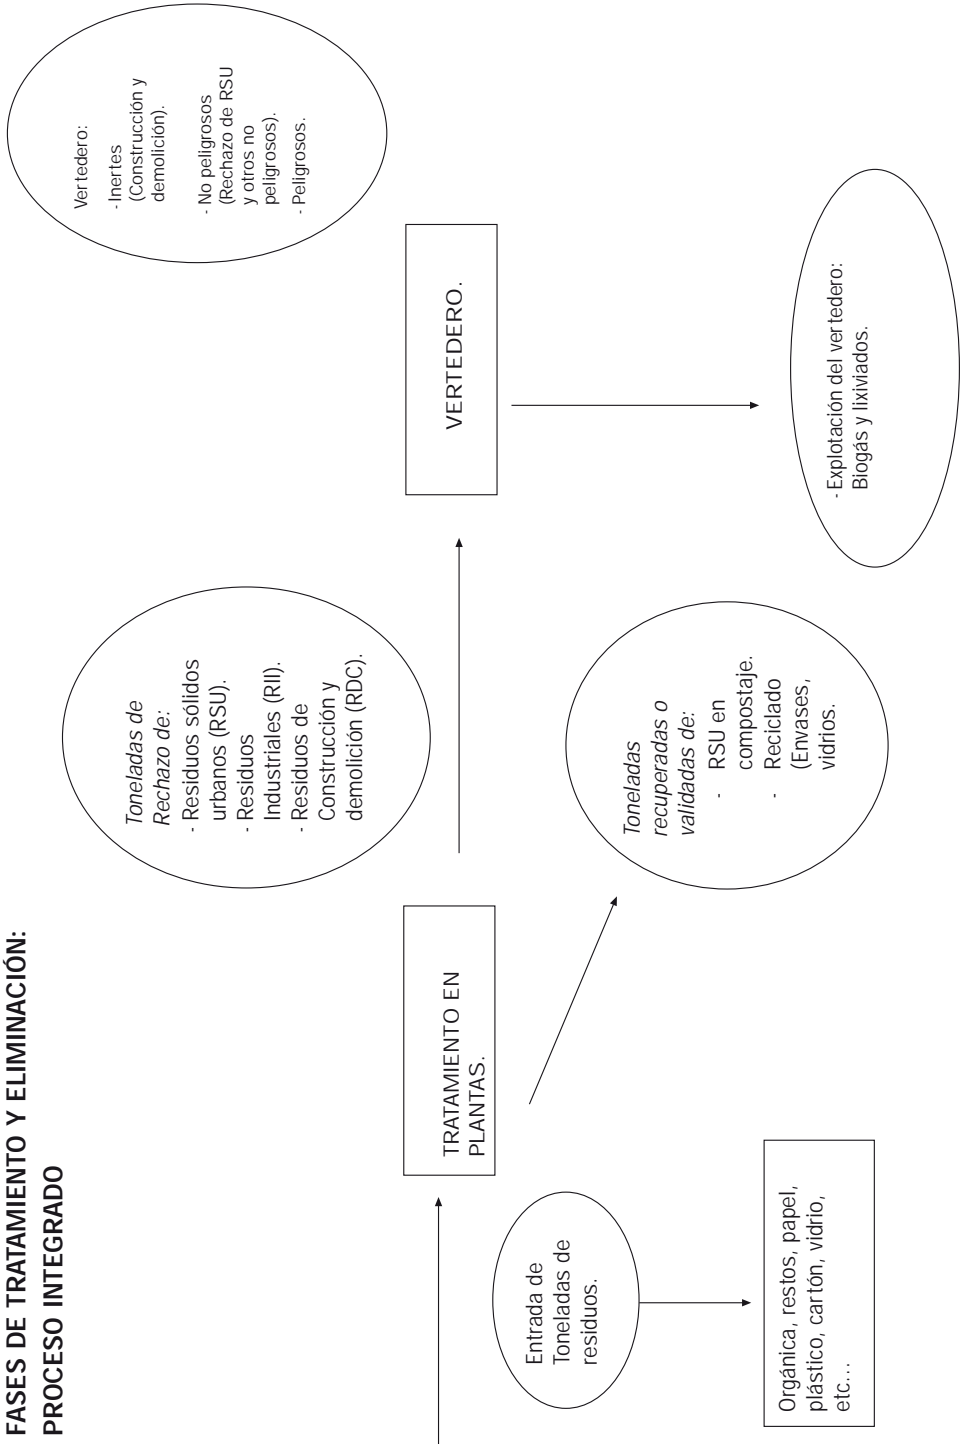 FASES DE TRATAMIENTO Y ELIMINACIÓN:
PROCESO INTEGRADO
Entrada de
Toneladas de
residuos.
Orgánica, restos, papel,
plástico, cartón, vidrio,
etc…
TRATAMIENTO EN
PLANTAS.
Toneladas de
Rechazo de:
- Residuos sólidos
urbanos (RSU).
- Residuos
Industriales (RII).
- Residuos de
Construcción y
demolición (RDC).
Toneladas
recuperadas o
validadas de:
- RSU en
compostaje.
- Reciclado
(Envases,
vidrios.
VERTEDERO.
Vertedero:
- Inertes
(Construcción y
demolición).
- No peligrosos
(Rechazo de RSU
y otros no
peligrosos).
- Peligrosos.
- Explotación del vertedero:
Biogás y lixiviados.